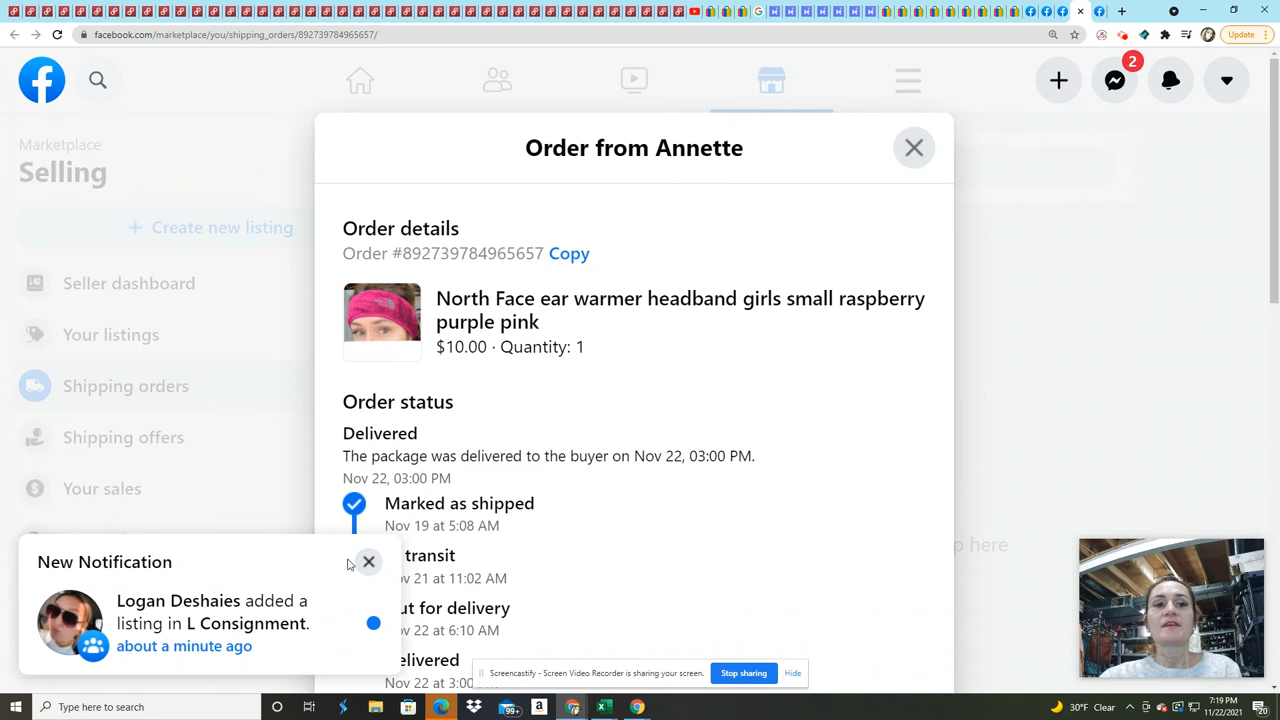 facebook.com/marketplace/you/shipping_orders/892739784965657/
Update
2
Marketplace
Selling
+ Create new listing
Seller dashboard
Your listings
Shipping orders
Shipping offers
Your sales
Order from Annette
Order details
Order #892739784965657 Copy
North Face ear warmer headband girls small raspberry
purple pink
$10.00 · Quantity: 1
Order status
Delivered
The package was delivered to the buyer on Nov 22, 03:00 PM.
Nov 22, 03:00 PM
Marked as shipped
Nov 19 at 5:08 AM
transit
Nov 21 at 11:02 AM
ut for delivery
ov 22 at 6:10 AM
elivered
Nov 22 at 3:00
p here
New Notification
Logan Deshaies added a
listing in L Consignment.
about a minute ago
Screencastify - Screen Video Recorder is sharing your screen.
Stop sharing
Hide
Type here to search
99+
30°F Clear
7:19 PM
11/22/2021
20